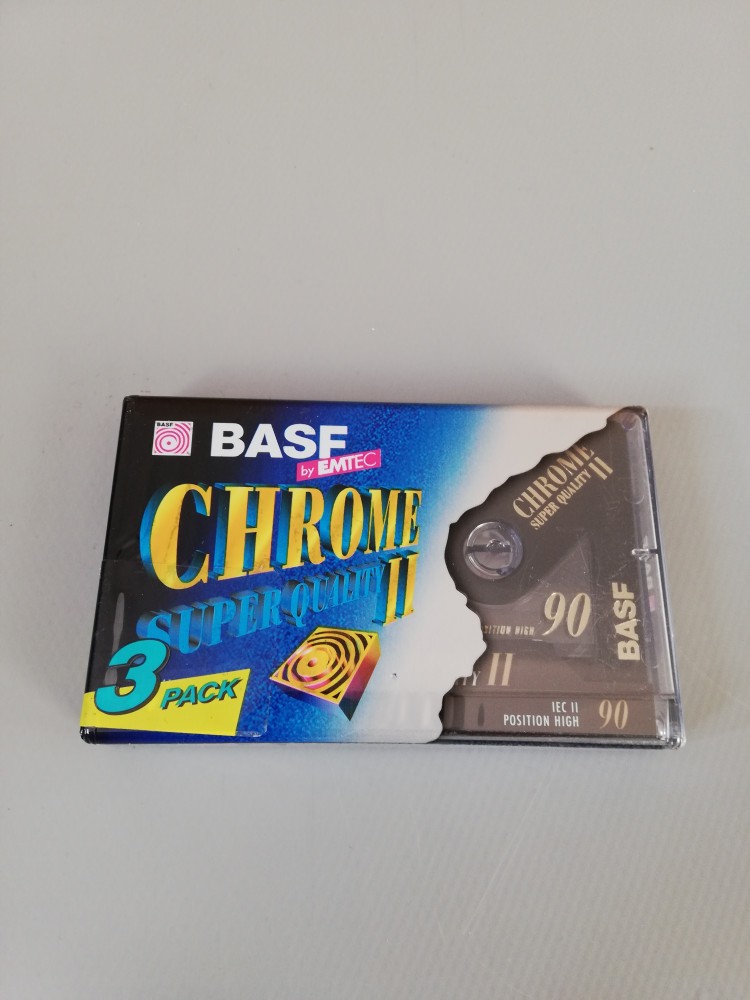 BASF
BASF
by EMTEC
CHROME
SUPER QUALITY II
3 PACK
CHROME
SUPER QUALITY II
POSITION HIGH 90
BASF
II
IEC II
POSITION HIGH 90